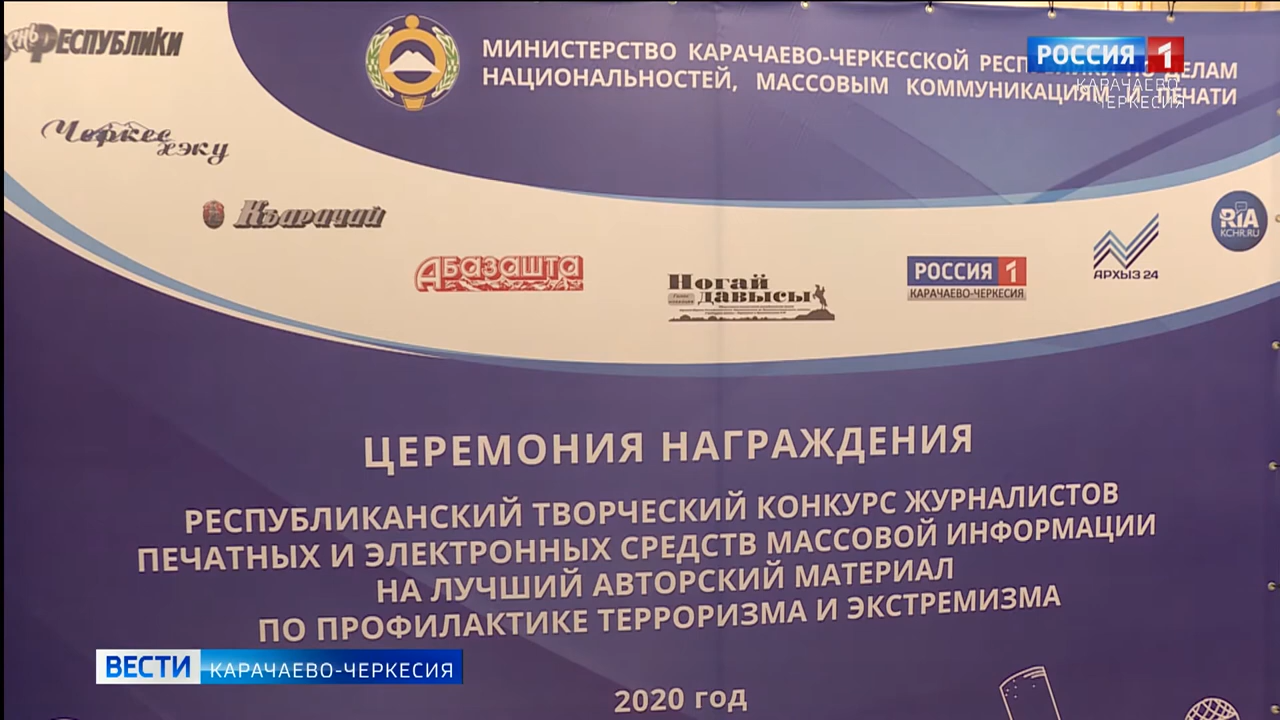 РЕСПУБЛИКИ
МИНИСТЕРСТВО КАРАЧАЕВО-ЧЕРКЕССКОЙ ДЕЛАМ
НАЦИОНАЛЬНОСТЕЙ, МАССОВЫМ КОММУНИКАЦИЯМ И ПЕЧАТИ
РОССИЯ 1
КАРАЧАЕВО-
ЧЕРКЕСИЯ
Черкес
хэку
Къарачай
АБАЗАШТА
Ногай
давысы
РОССИЯ 1
КАРАЧАЕВО-ЧЕРКЕСИЯ
АРХЫЗ 24
RIA
KCHR.RU
ЦЕРЕМОНИЯ НАГРАЖДЕНИЯ
РЕСПУБЛИКАНСКИЙ ТВОРЧЕСКИЙ КОНКУРС ЖУРНАЛИСТОВ
ПЕЧАТНЫХ И ЭЛЕКТРОННЫХ СРЕДСТВ МАССОВОЙ ИНФОРМАЦИИ
НА ЛУЧШИЙ АВТОРСКИЙ МАТЕРИАЛ
ПО ПРОФИЛАКТИКЕ ТЕРРОРИЗМА И ЭКСТРЕМИЗМА
ВЕСТИ КАРАЧАЕВО-ЧЕРКЕСИЯ
2020 год